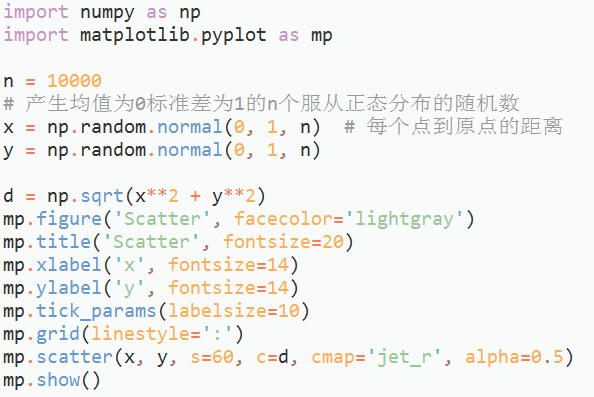 import numpy as np
import matplotlib.pyplot as mp
n = 10000
# 产生均值为0标准差为1的n个服从正态分布的随机数
x = np.random.normal(0, 1, n)  # 每个点到原点的距离
y = np.random.normal(0, 1, n)
d = np.sqrt(x**2 + y**2)
mp.figure('Scatter', facecolor='lightgray')
mp.title('Scatter', fontsize=20)
mp.xlabel('x', fontsize=14)
mp.ylabel('y', fontsize=14)
mp.tick_params(labelsize=10)
mp.grid(linestyle=':')
mp.scatter(x, y, s=60, c=d, cmap='jet_r', alpha=0.5)
mp.show()